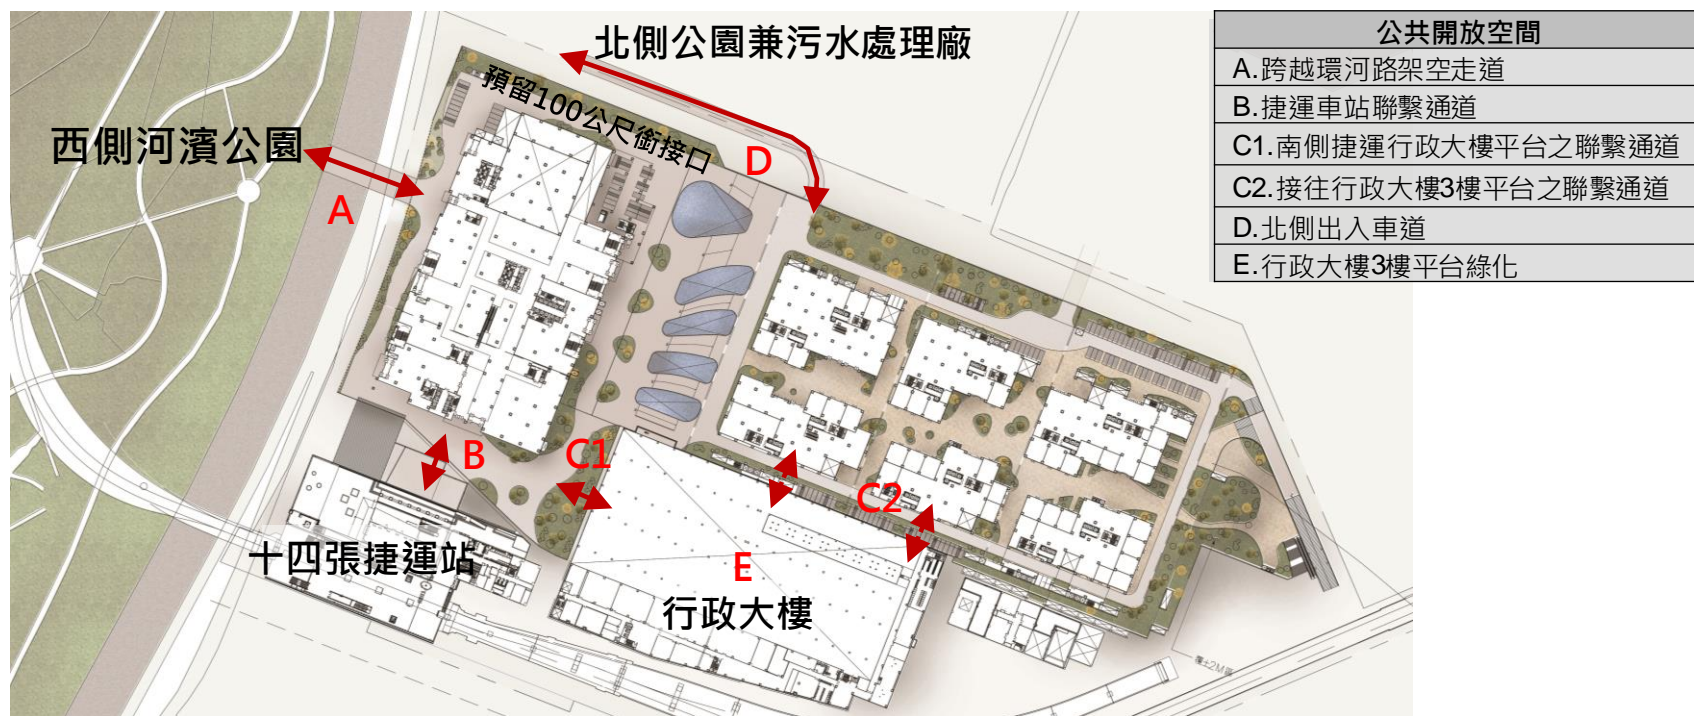 北側公園兼污水處理廠
預留100公尺銜接口
西側河濱公園
A
D
B
C1
C2
E
十四張捷運站
行政大樓
公共開放空間
A.跨越環河路架空走道
B.捷運車站聯繫通道
C1.南側捷運行政大樓平台之聯繫通道
C2.接往行政大樓3樓平台之聯繫通道
D.北側出入車道
E.行政大樓3樓平台綠化